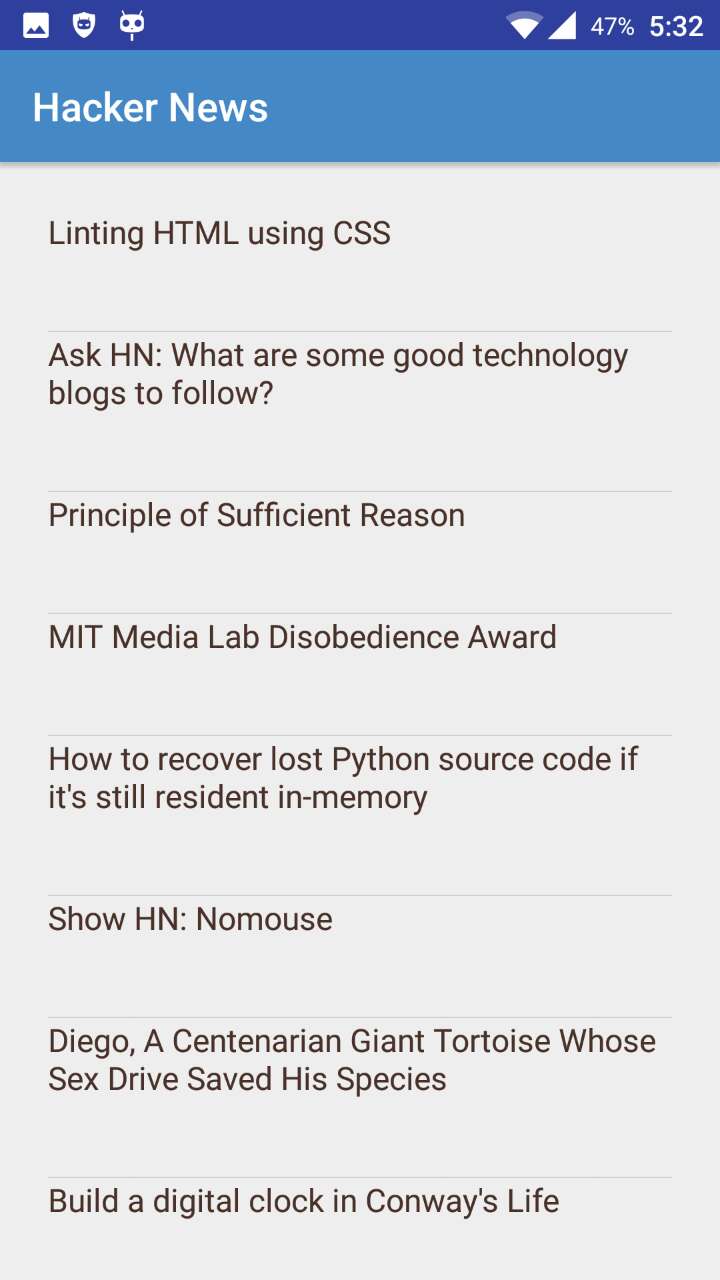 47% 5:32
Hacker News
Linting HTML using CSS
Ask HN: What are some good technology
blogs to follow?
Principle of Sufficient Reason
MIT Media Lab Disobedience Award
How to recover lost Python source code if
it's still resident in-memory
Show HN: Nomouse
Diego, A Centenarian Giant Tortoise Whose
Sex Drive Saved His Species
Build a digital clock in Conway's Life